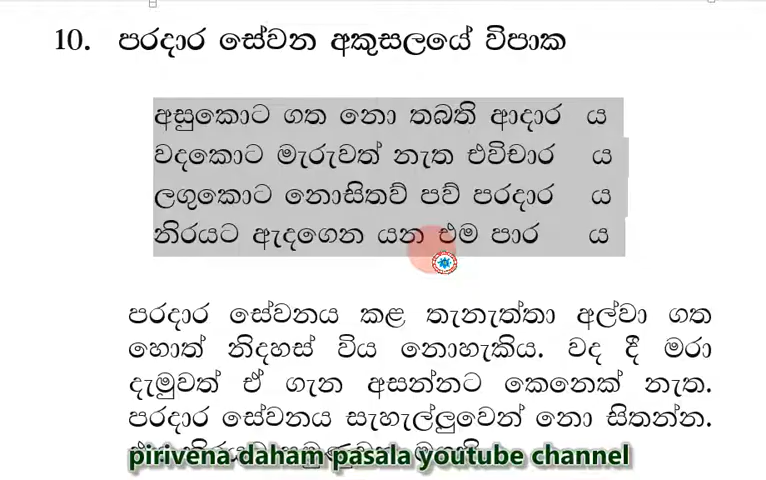 10. පරදාර සේවන අකුසලයේ විපාක
අසුකොට ගත නො තබති ආදාර ය
වදකොට මැරුවත් නැත එවිචාර ය
ලගුකොට නොසිතව් පව් පරදාර ය
නිරයට ඇදගෙන යන එම පාර ය
පරදාර සේවනය කළ තැනැත්තා අල්වා ගත
හොත් නිදහස් විය නොහැකිය. වද දී මරා
දැමුවත් ඒ ගැන අසන්නට කෙනෙක් නැත.
පරදාර සේවනය සැහැල්ලුවෙන් නො සිතන්න.
pirivena daham pasala youtube channel